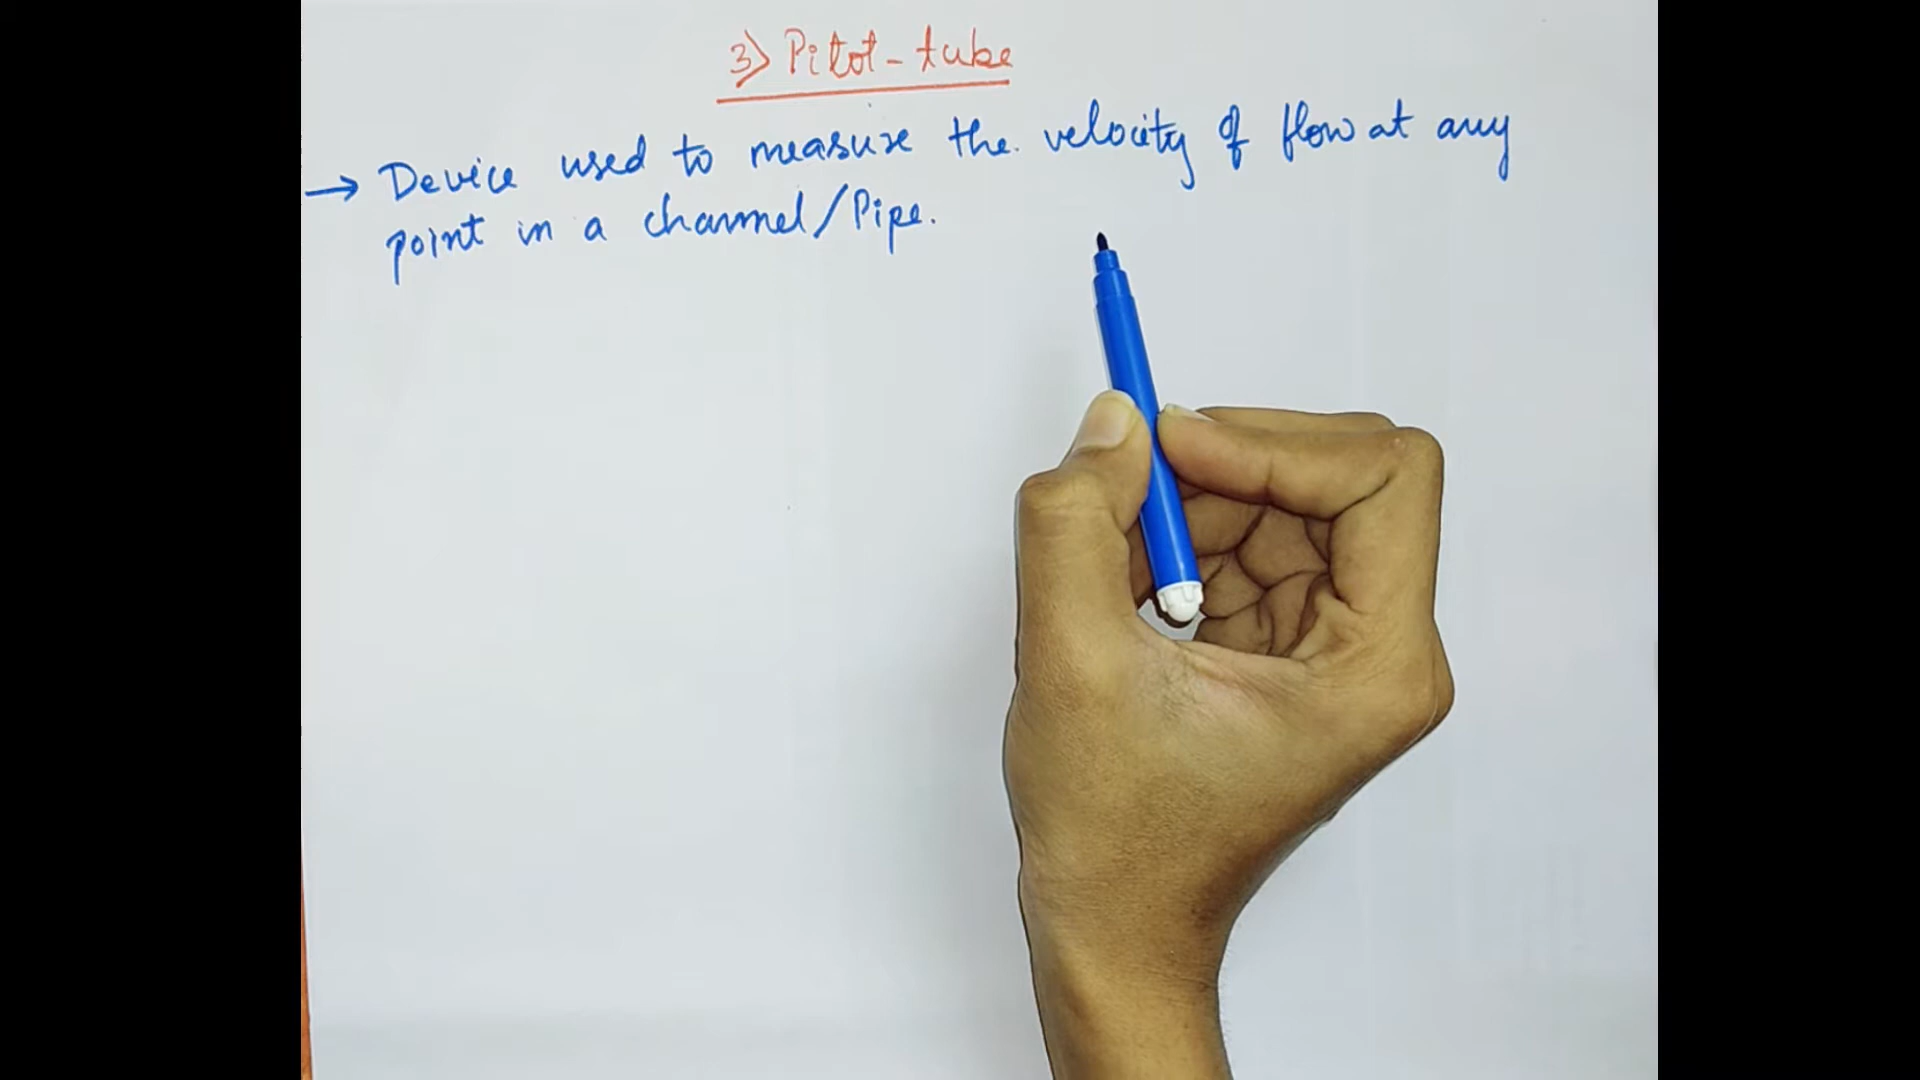 3) Pitot-tube
→ Device used to measure the velocity of flow at any
point in a channel/Pipe.